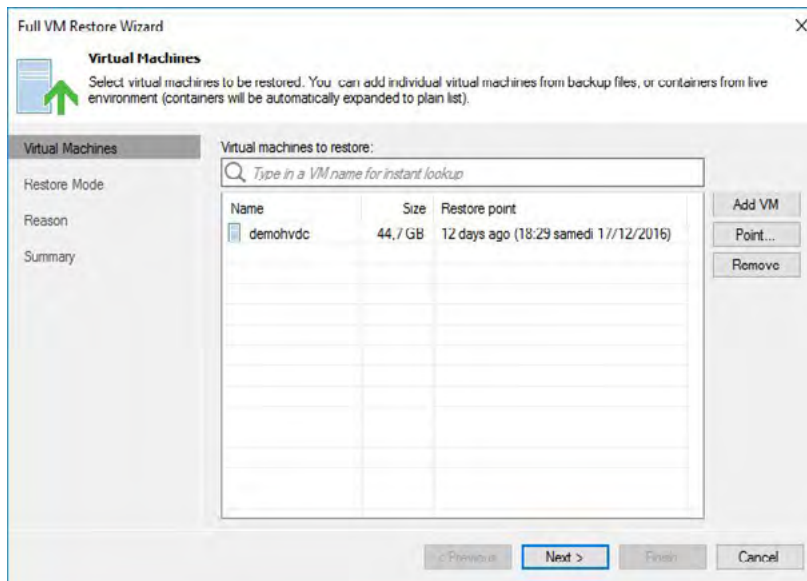 Full VM Restore Wizard
Virtual Machines
Select virtual machines to be restored. You can add individual virtual machines from backup files, or containers from live
environment (containers will be automatically expanded to plain list).
Virtual Machines
Restore Mode
Reason
Summary
Virtual machines to restore:
Type in a VM name for instant lookup
Name Size Restore point
demohvdc 44,7 GB 12 days ago (18:29 samedi 17/12/2016)
Add VM
Point...
Remove
< Previous Next > Finish Cancel